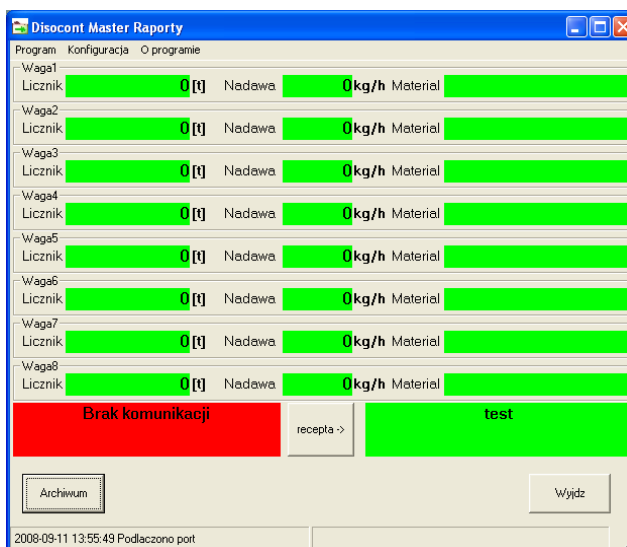 Disocont Master Raporty
Program Konfiguracja O programie
Waga1
Licznik 0 [t] Nadawa 0 kg/h Material
Waga2
Licznik 0 [t] Nadawa 0 kg/h Material
Waga3
Licznik 0 [t] Nadawa 0 kg/h Material
Waga4
Licznik 0 [t] Nadawa 0 kg/h Material
Waga5
Licznik 0 [t] Nadawa 0 kg/h Material
Waga6
Licznik 0 [t] Nadawa 0 kg/h Material
Waga7
Licznik 0 [t] Nadawa 0 kg/h Material
Waga8
Licznik 0 [t] Nadawa 0 kg/h Material
Brak komunikacji recepta -> test
Archiwum Wyjdz
2008-09-11 13:55:49 Podlaczono port